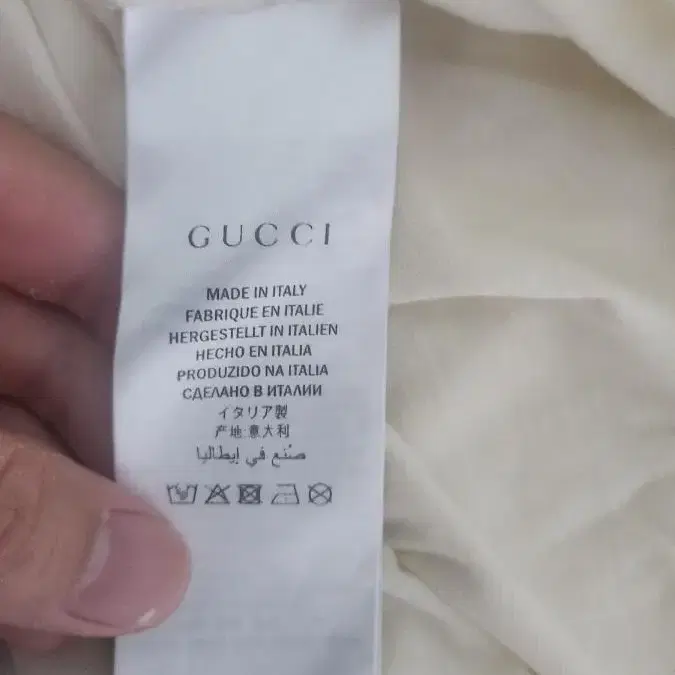 GUCCI
MADE IN ITALY
FABRIQUE EN ITALIE
HERGESTELLT IN ITALIEN
HECHO EN ITALIA
PRODUZIDO NA ITALIA
СДЕЛАНО В ИТАЛИИ
イタリア製
产地:意大利
صُنع في إيطاليا